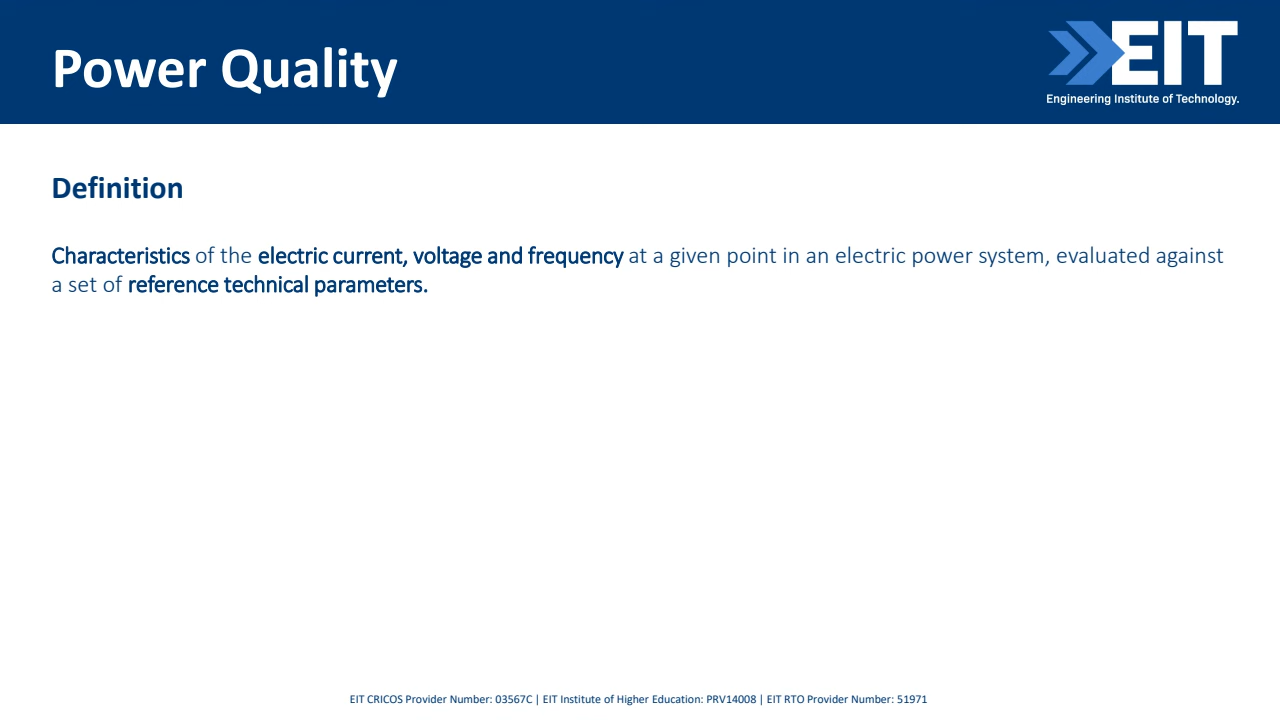 Power Quality
EIT
Engineering Institute of Technology.
Definition
Characteristics of the electric current, voltage and frequency at a given point in an electric power system, evaluated against
a set of reference technical parameters.
EIT CRICOS Provider Number: 03567C | EIT Institute of Higher Education: PRV14008 | EIT RTO Provider Number: 51971